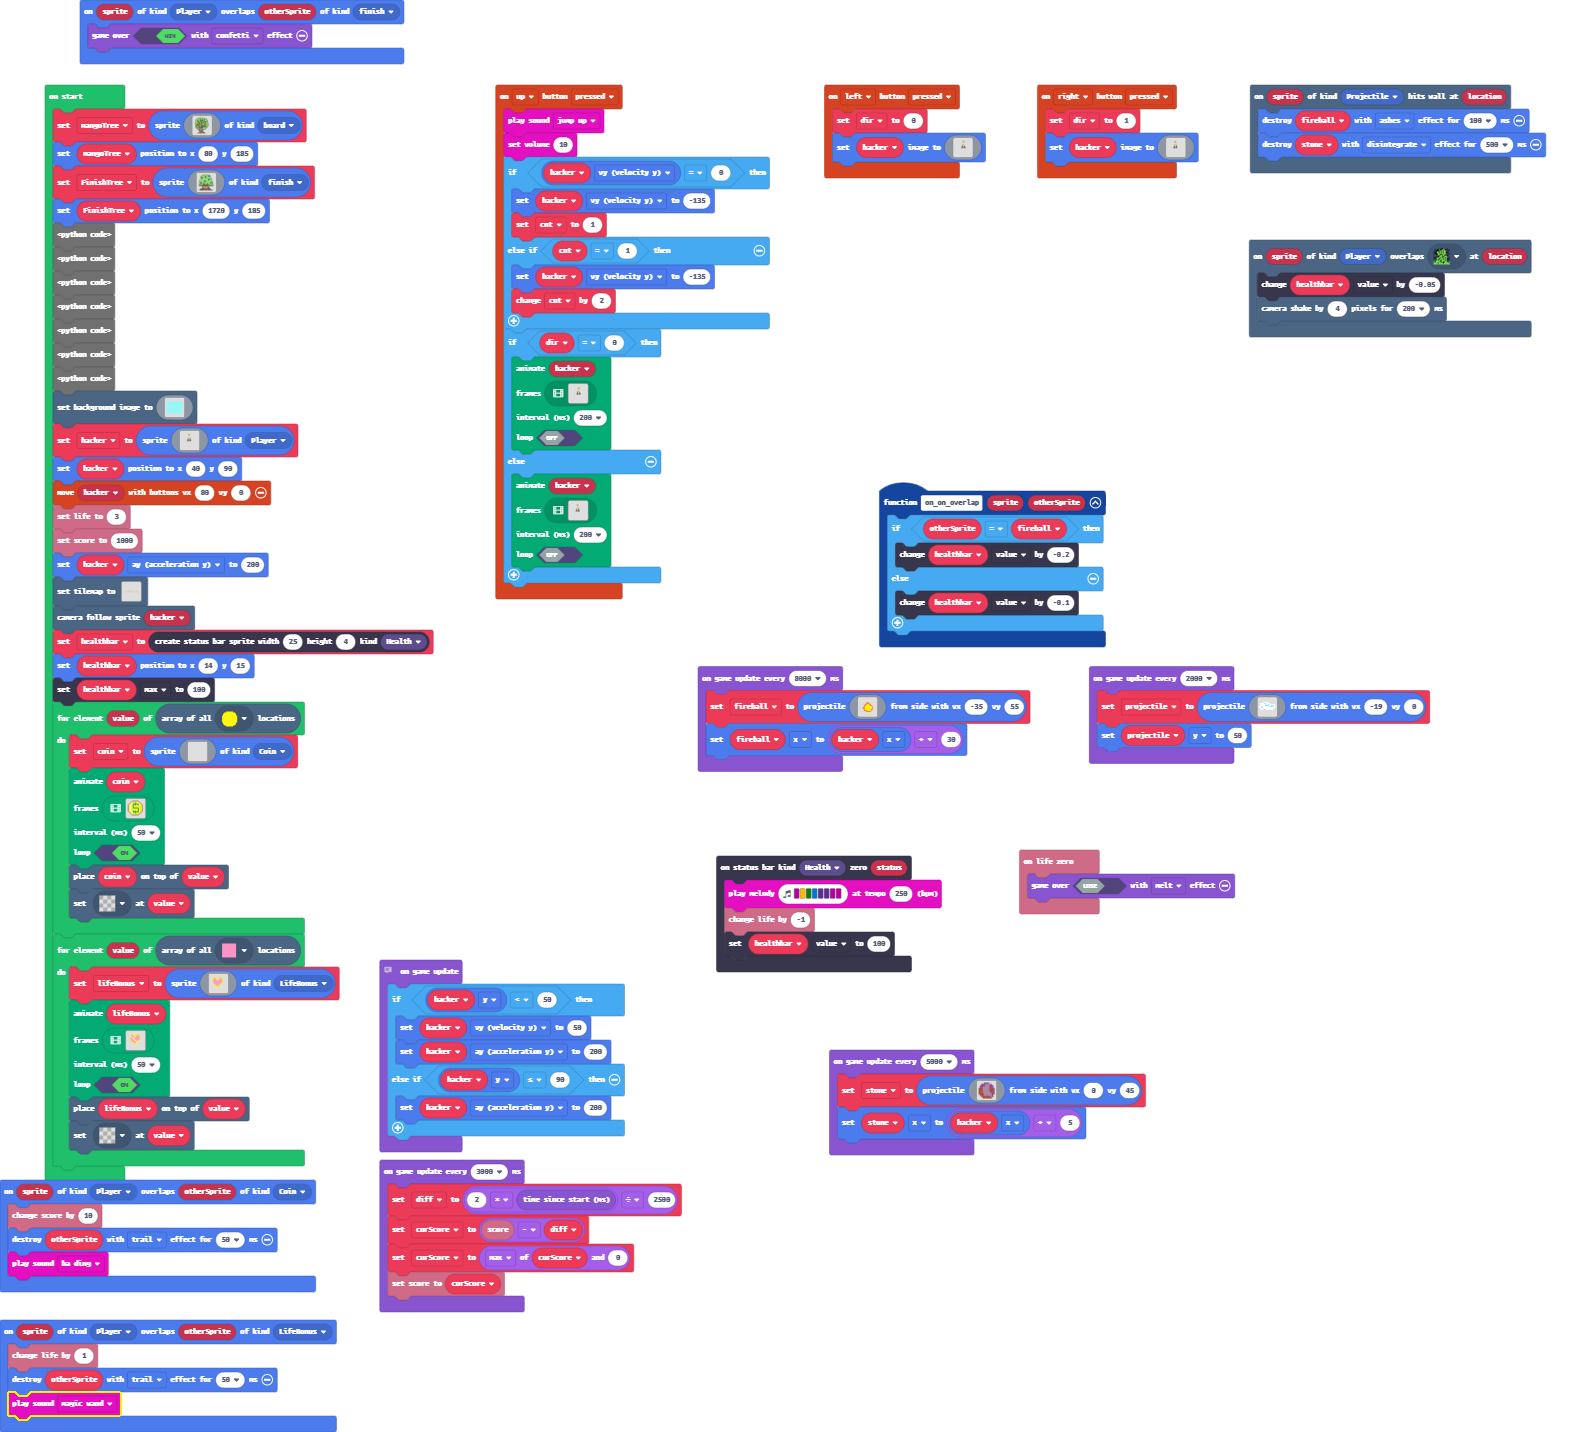 on sprite of kind Player overlaps otherSprite of kind finish
game over WIN with confetti effect
on start
set mangoTree to sprite of kind board
set mangoTree position to x 80 y 185
set FinishTree to sprite of kind finish
set FinishTree position to x 1720 y 185
<python code>
<python code>
<python code>
<python code>
<python code>
<python code>
<python code>
set background image to
set hacker to sprite of kind Player
set hacker position to x 40 y 90
move hacker with buttons vx 80 vy 0
set life to 3
set score to 1000
set hacker ay (acceleration y) to 200
set tilemap to
camera follow sprite hacker
set healthbar to create status bar sprite width 25 height 4 kind Health
set healthbar position to x 14 y 15
set healthbar max to 100
for element value of array of all locations
do
set coin to sprite of kind Coin
animate coin
frames
interval (ms) 50
loop ON
place coin on top of value
set at value
for element value of array of all locations
do
set lifeBonus to sprite of kind LifeBonus
animate lifeBonus
frames
interval (ms) 50
loop ON
place lifeBonus on top of value
set at value
on sprite of kind Player overlaps otherSprite of kind Coin
change score by 10
destroy otherSprite with trail effect for 50 ms
play sound ba ding
on sprite of kind Player overlaps otherSprite of kind LifeBonus
change life by 1
destroy otherSprite with trail effect for 50 ms
play sound magic wand
on up button pressed
play sound jump up
set volume 10
if hacker vy (velocity y) = 0 then
set hacker vy (velocity y) to -135
set cnt to 1
else if cnt = 1 then
set hacker vy (velocity y) to -135
change cnt by 2
if dir = 0 then
animate hacker
frames
interval (ms) 200
loop OFF
else
animate hacker
frames
interval (ms) 200
loop OFF
on left button pressed
set dir to 0
set hacker image to
on right button pressed
set dir to 1
set hacker image to
on sprite of kind Projectile hits wall at location
destroy fireball with ashes effect for 100 ms
destroy stone with disintegrate effect for 500 ms
on sprite of kind Player overlaps at location
change healthbar value by -0.05
camera shake by 4 pixels for 200 ms
function on_on_overlap sprite otherSprite
if otherSprite = fireball then
change healthbar value by -0.2
else
change healthbar value by -0.1
on game update every 8000 ms
set fireball to projectile from side with vx -35 vy 55
set fireball x to hacker x + 30
on game update every 2000 ms
set projectile to projectile from side with vx -19 vy 0
set projectile y to 50
on status bar kind Health zero status
play melody at tempo 250 (bpm)
change life by -1
set healthbar value to 100
on life zero
game over LOSE with melt effect
on game update
if hacker y < 50 then
set hacker vy (velocity y) to 50
set hacker ay (acceleration y) to 200
else if hacker y ≤ 90 then
set hacker ay (acceleration y) to 200
on game update every 5000 ms
set stone to projectile from side with vx 0 vy 45
set stone x to hacker x + 5
on game update every 3000 ms
set diff to 2 × time since start (ms) ÷ 2500
set curScore to score - diff
set curScore to max of curScore and 0
set score to curScore